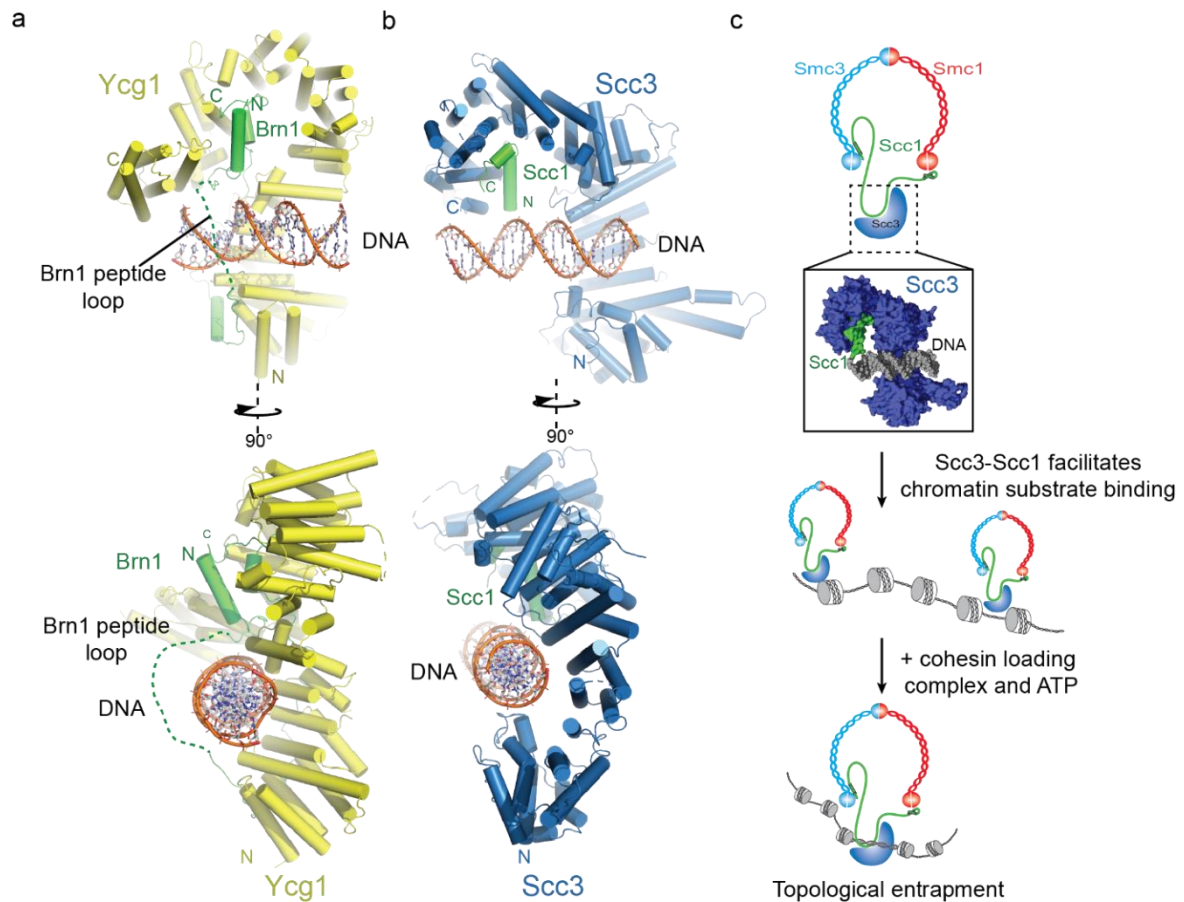 a
Ycg1
C
N
Brn1
C
DNA
Brn1 peptide
loop
N
90°
Brn1
N
C
Brn1 peptide
loop
DNA
N
Ycg1
b
Scc3
Scc1
C
N
C
DNA
N
90°
Scc1
DNA
N
Scc3
c
Smc3
Smc1
Scc1
Scc3
Scc3
DNA
Scc1
Scc3-Scc1 facilitates
chromatin substrate binding
+ cohesin loading
complex and ATP
Topological entrapment